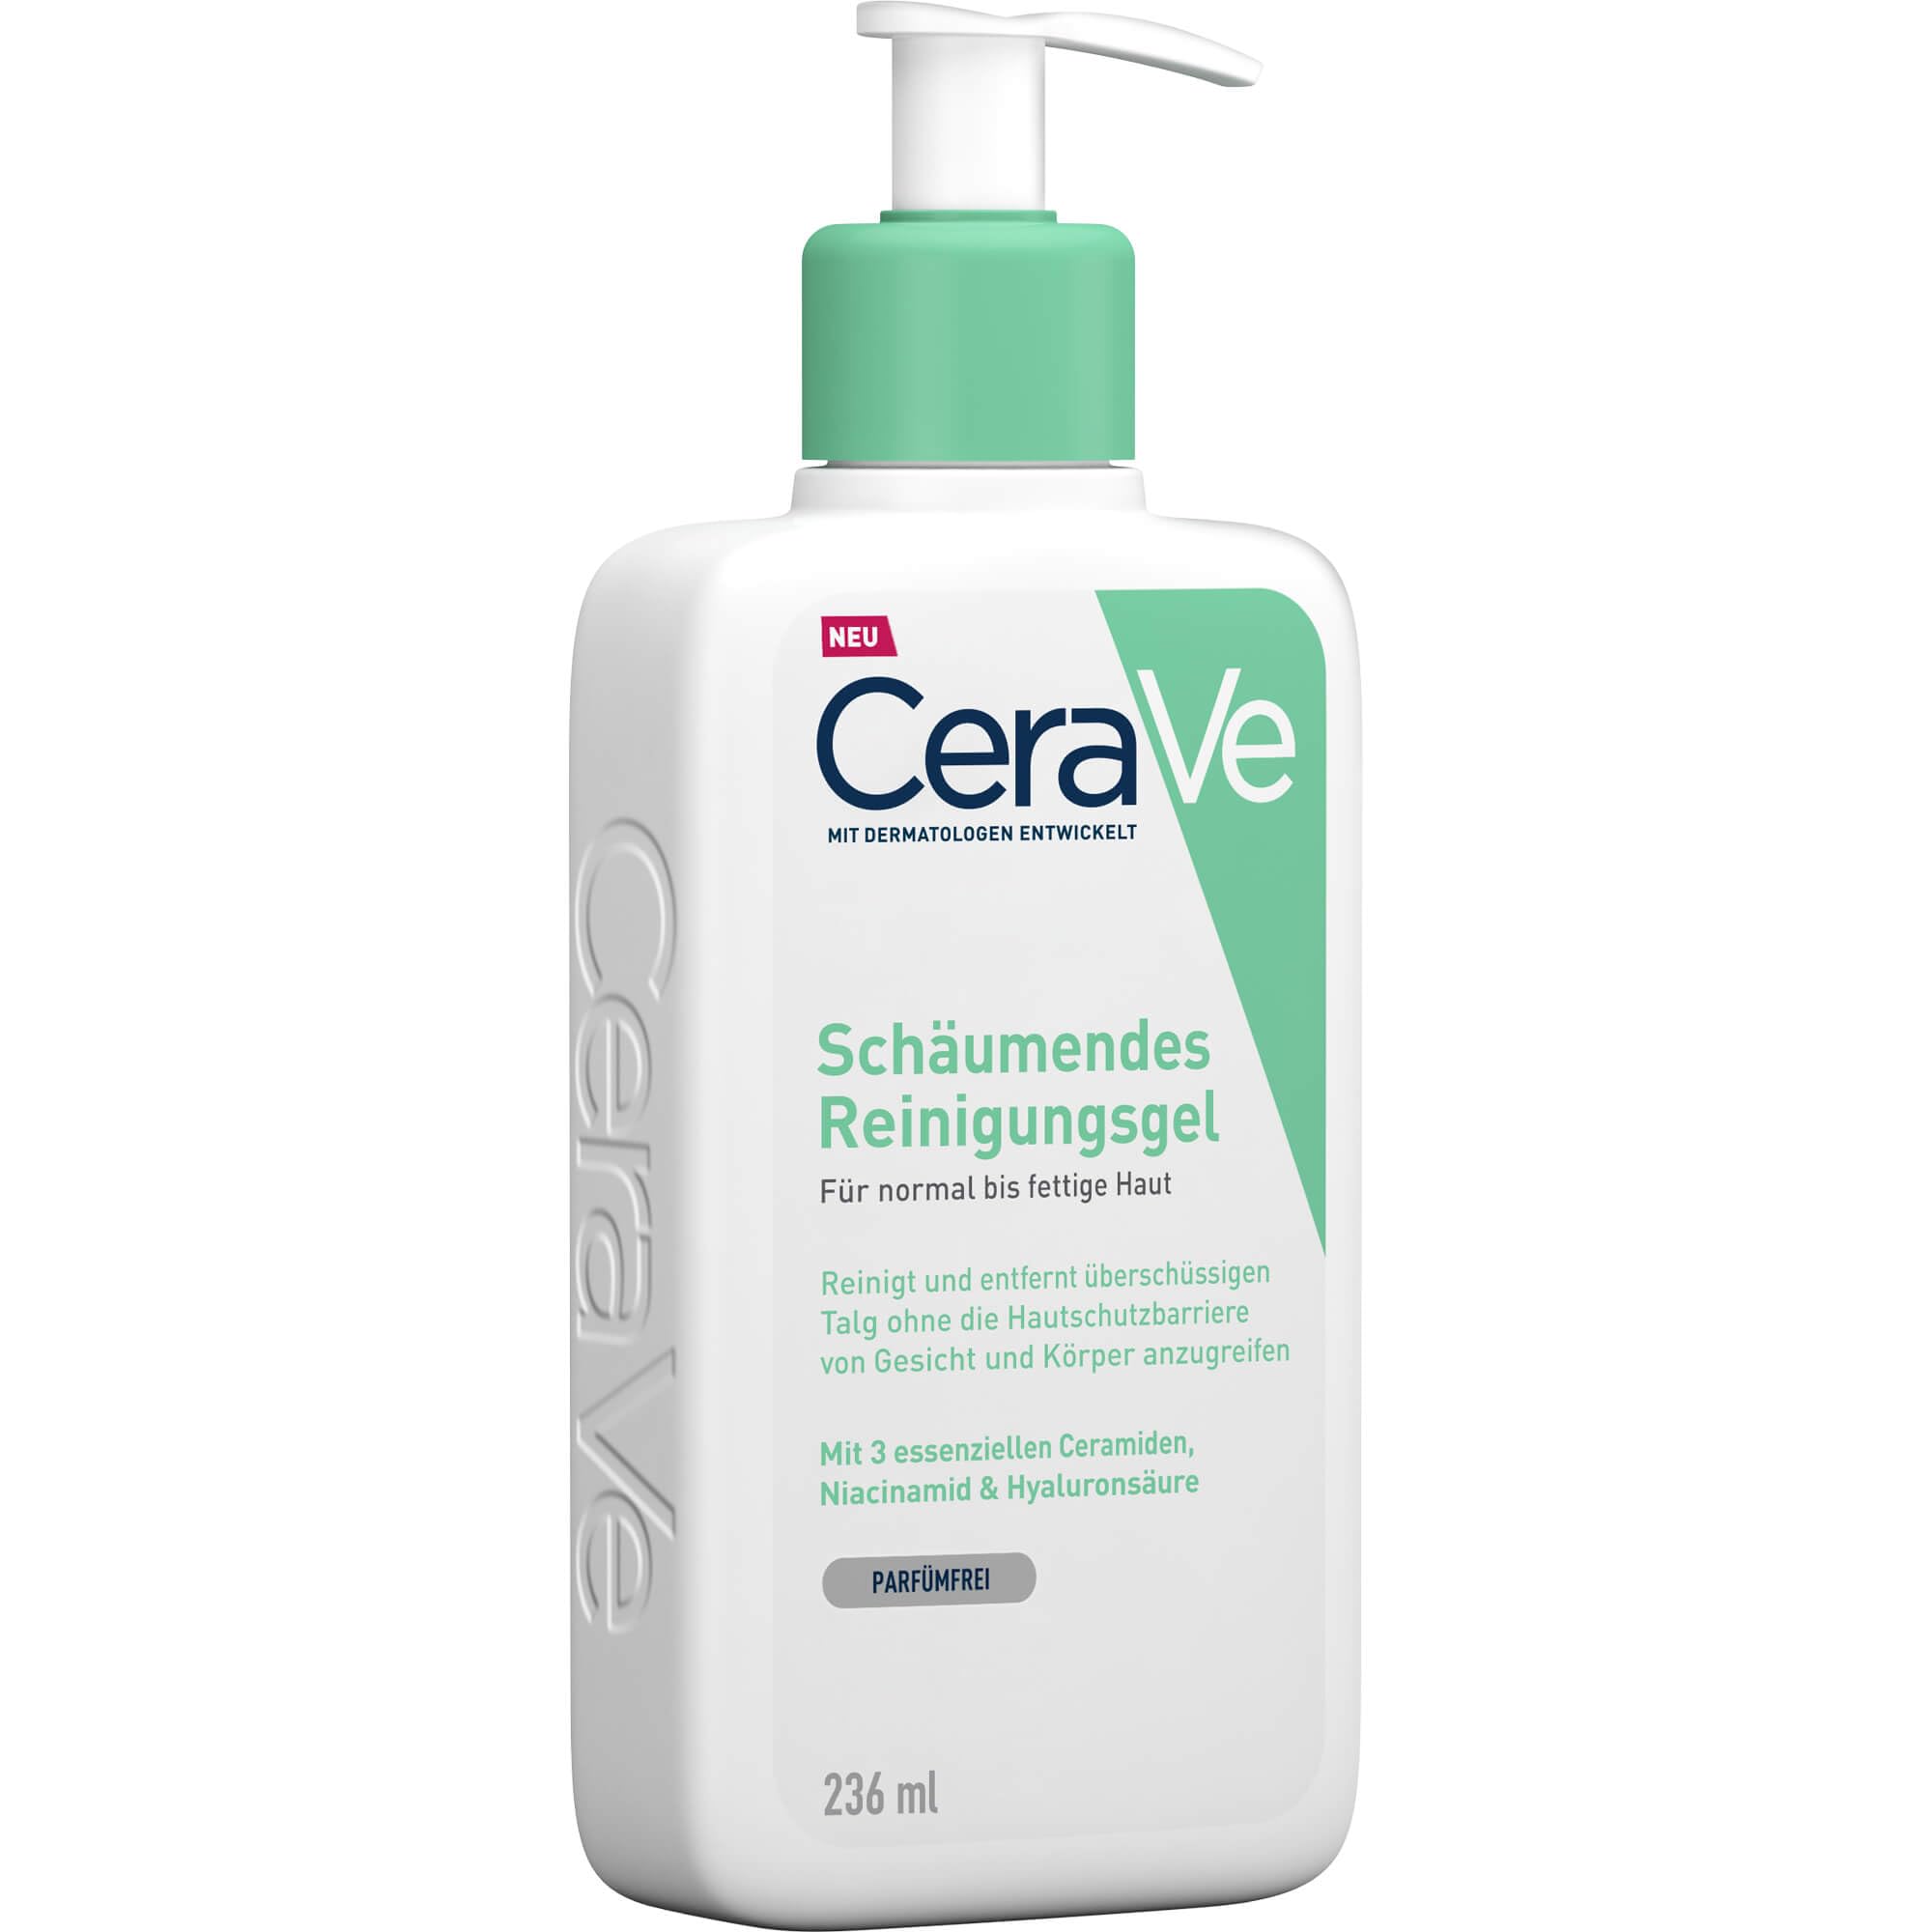 NEU
CeraVe
MIT DERMATOLOGEN ENTWICKELT
Schäumendes
Reinigungsgel
Für normal bis fettige Haut
Reinigt und entfernt überschüssigen
Talg ohne die Hautschutzbarriere
von Gesicht und Körper anzugreifen
Mit 3 essenziellen Ceramiden,
Niacinamid & Hyaluronsäure
PARFÜMFREI
236 ml
CeraVe